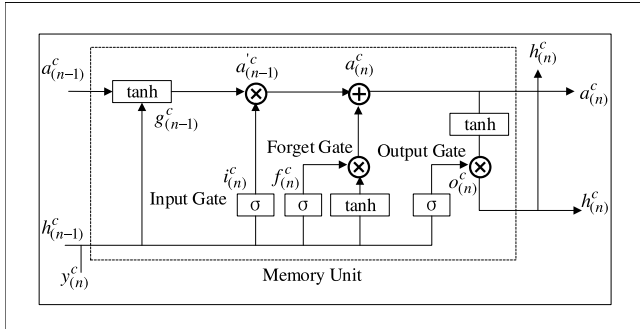 h^c_(n)
a^c_(n-1) a'^c_(n-1) a^c_(n)
tanh × + a^c_(n)
g^c_(n-1) tanh
Forget Gate Output Gate
i^c_(n) f^c_(n) × × o^c_(n)
Input Gate σ σ tanh σ h^c_(n)
h^c_(n-1)
y^c_(n) Memory Unit